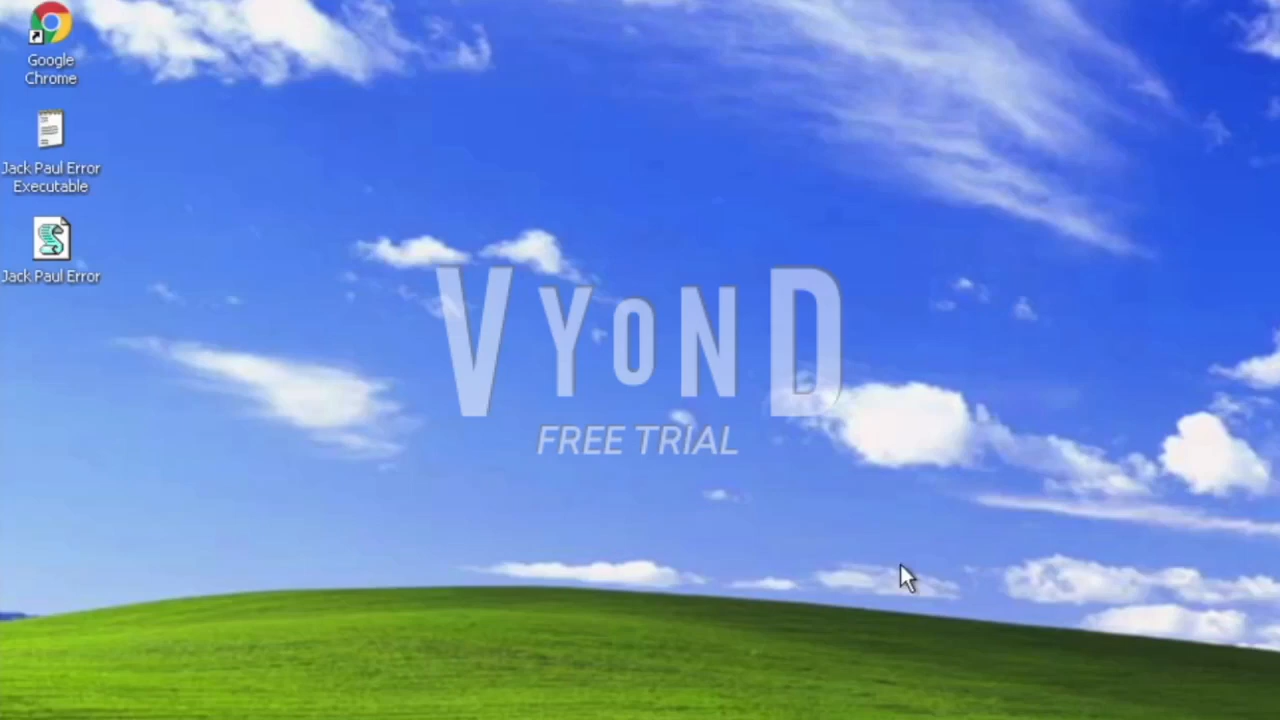 Google
Chrome
Jack Paul Error
Executable
Jack Paul Error
VYOND
FREE TRIAL